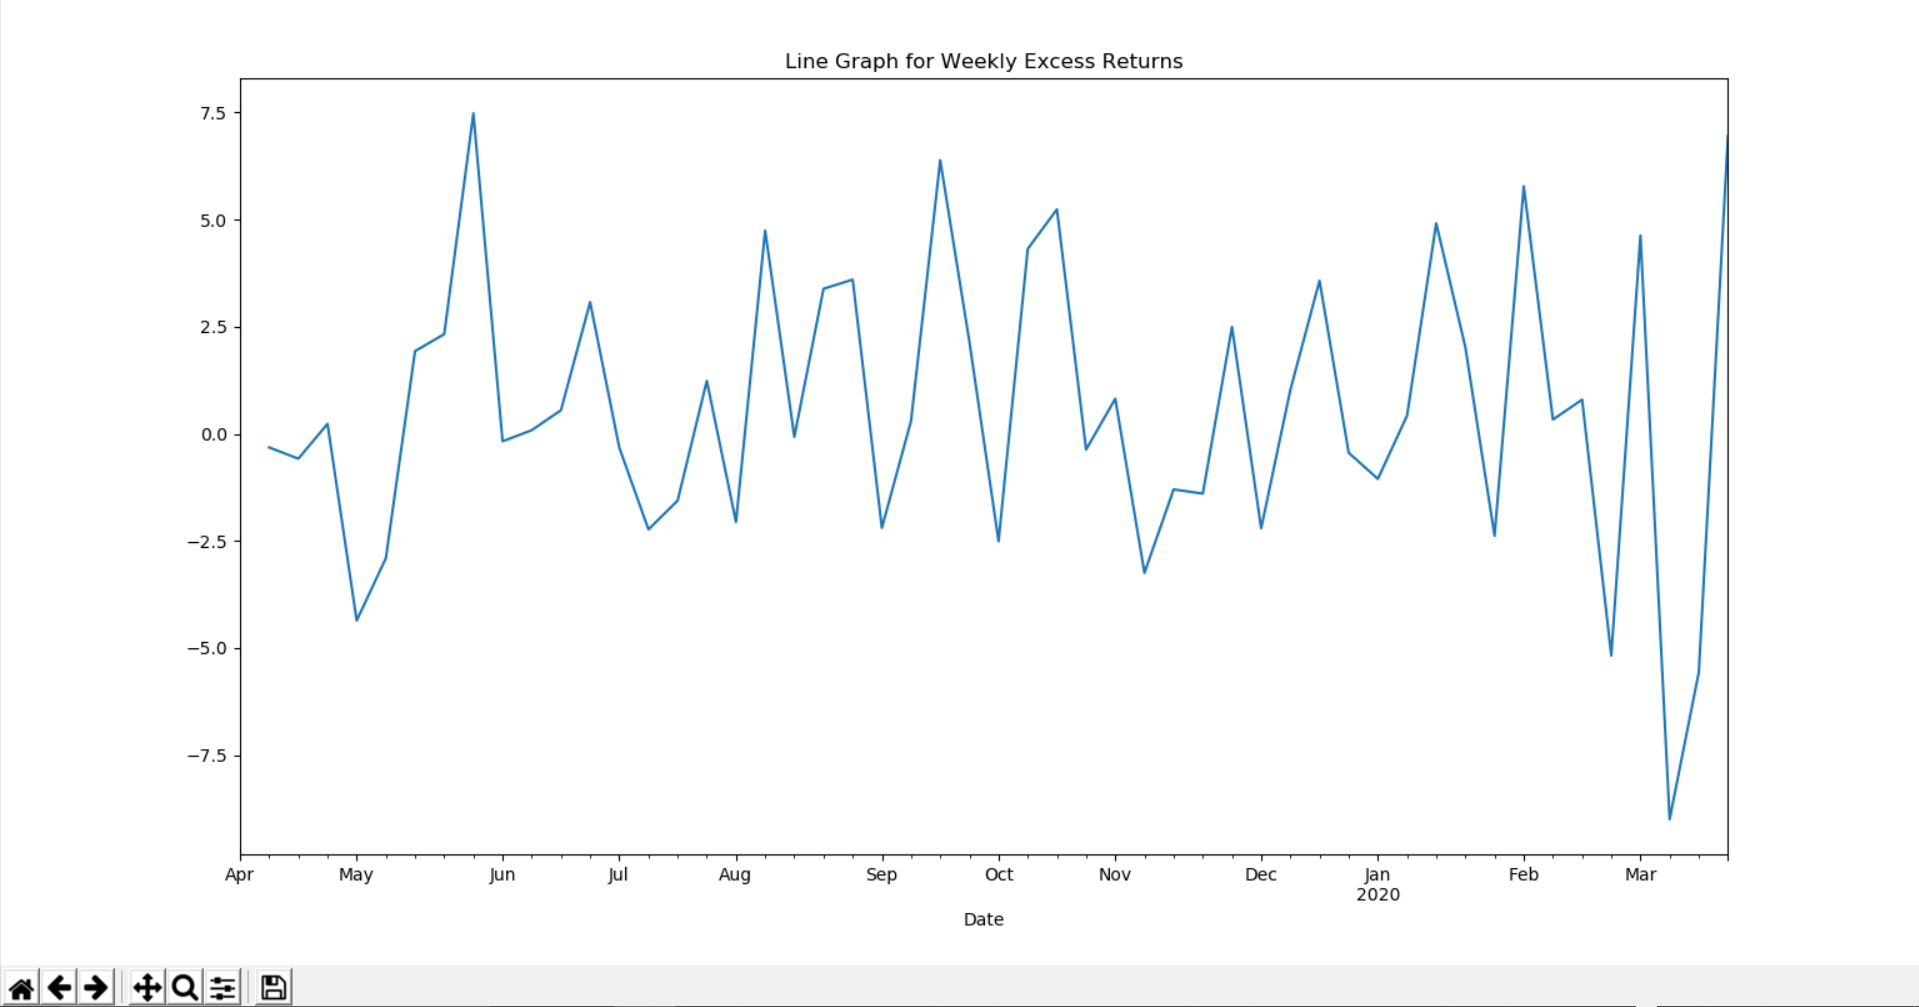 Line Graph for Weekly Excess Returns
7.5
5.0
2.5
0.0
−2.5
−5.0
−7.5
Apr May Jun Jul Aug Sep Oct Nov Dec Jan Feb Mar
2020
Date